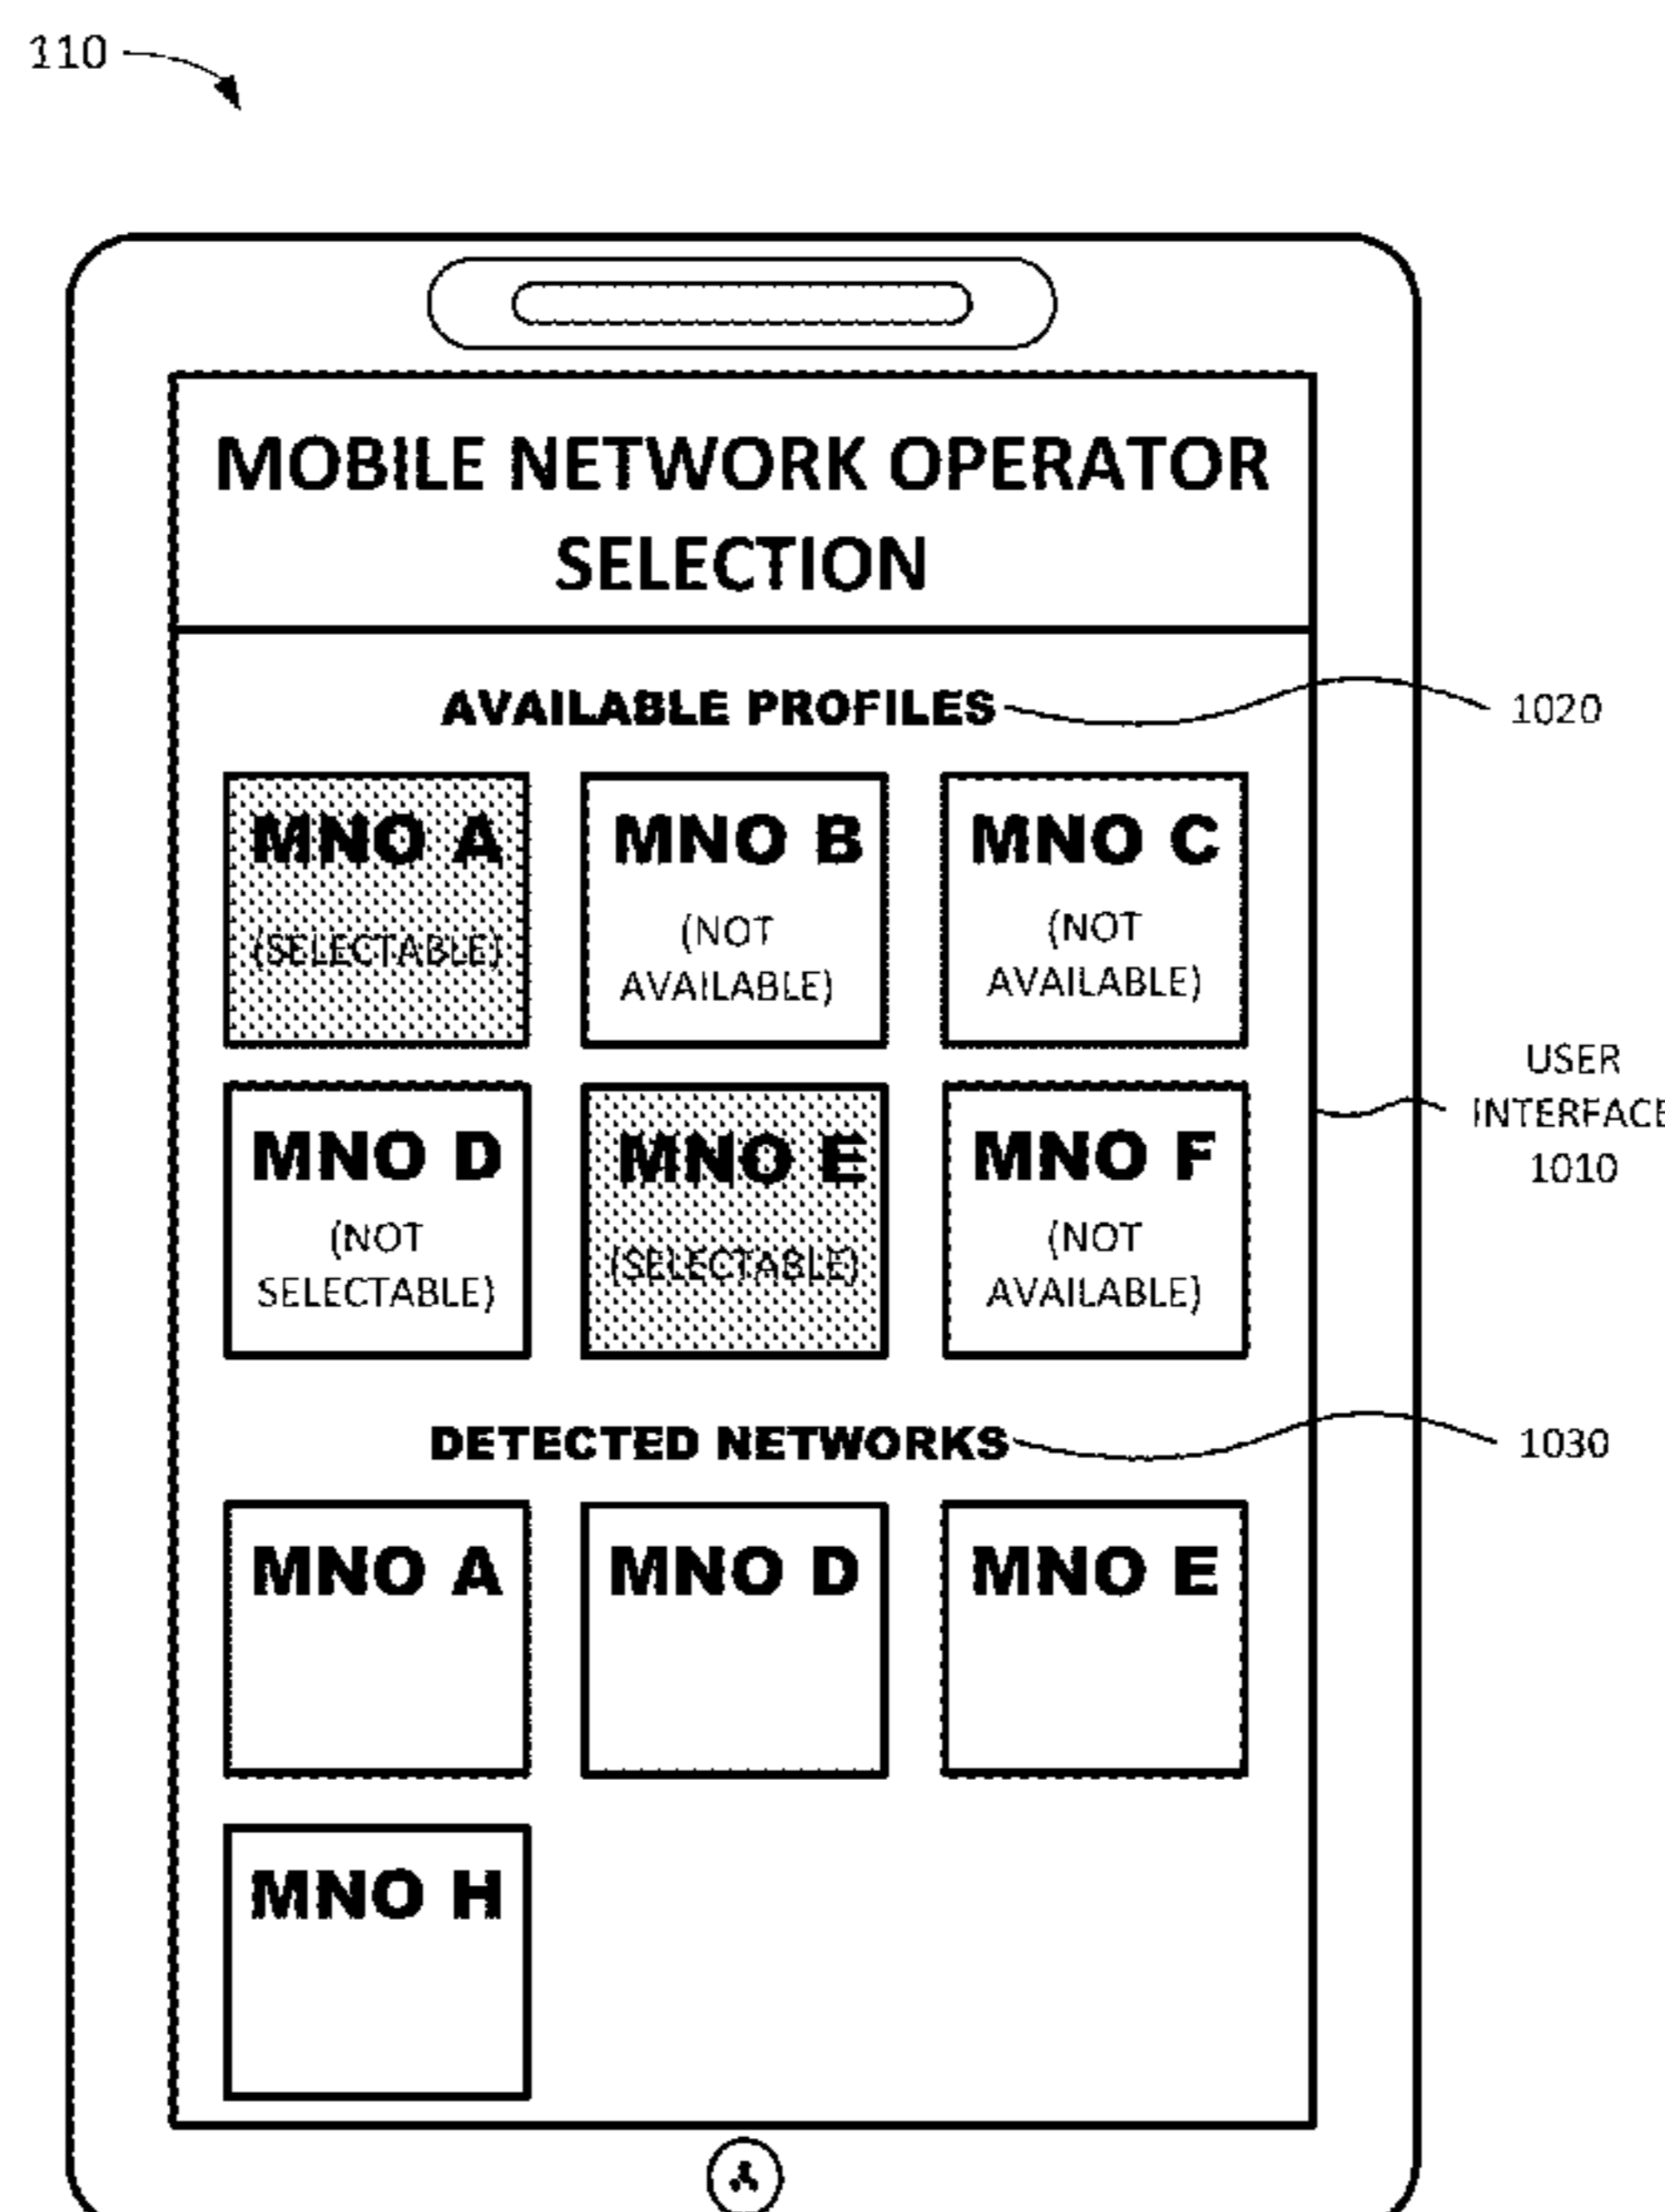 110
MOBILE NETWORK OPERATOR
SELECTION
AVAILABLE PROFILES
1020
MNO A
(SELECTABLE)
MNO B
(NOT
AVAILABLE)
MNO C
(NOT
AVAILABLE)
USER
INTERFACE
1010
MNO D
(NOT
SELECTABLE)
MNO E
(SELECTABLE)
MNO F
(NOT
AVAILABLE)
DETECTED NETWORKS
1030
MNO A
MNO D
MNO E
MNO H